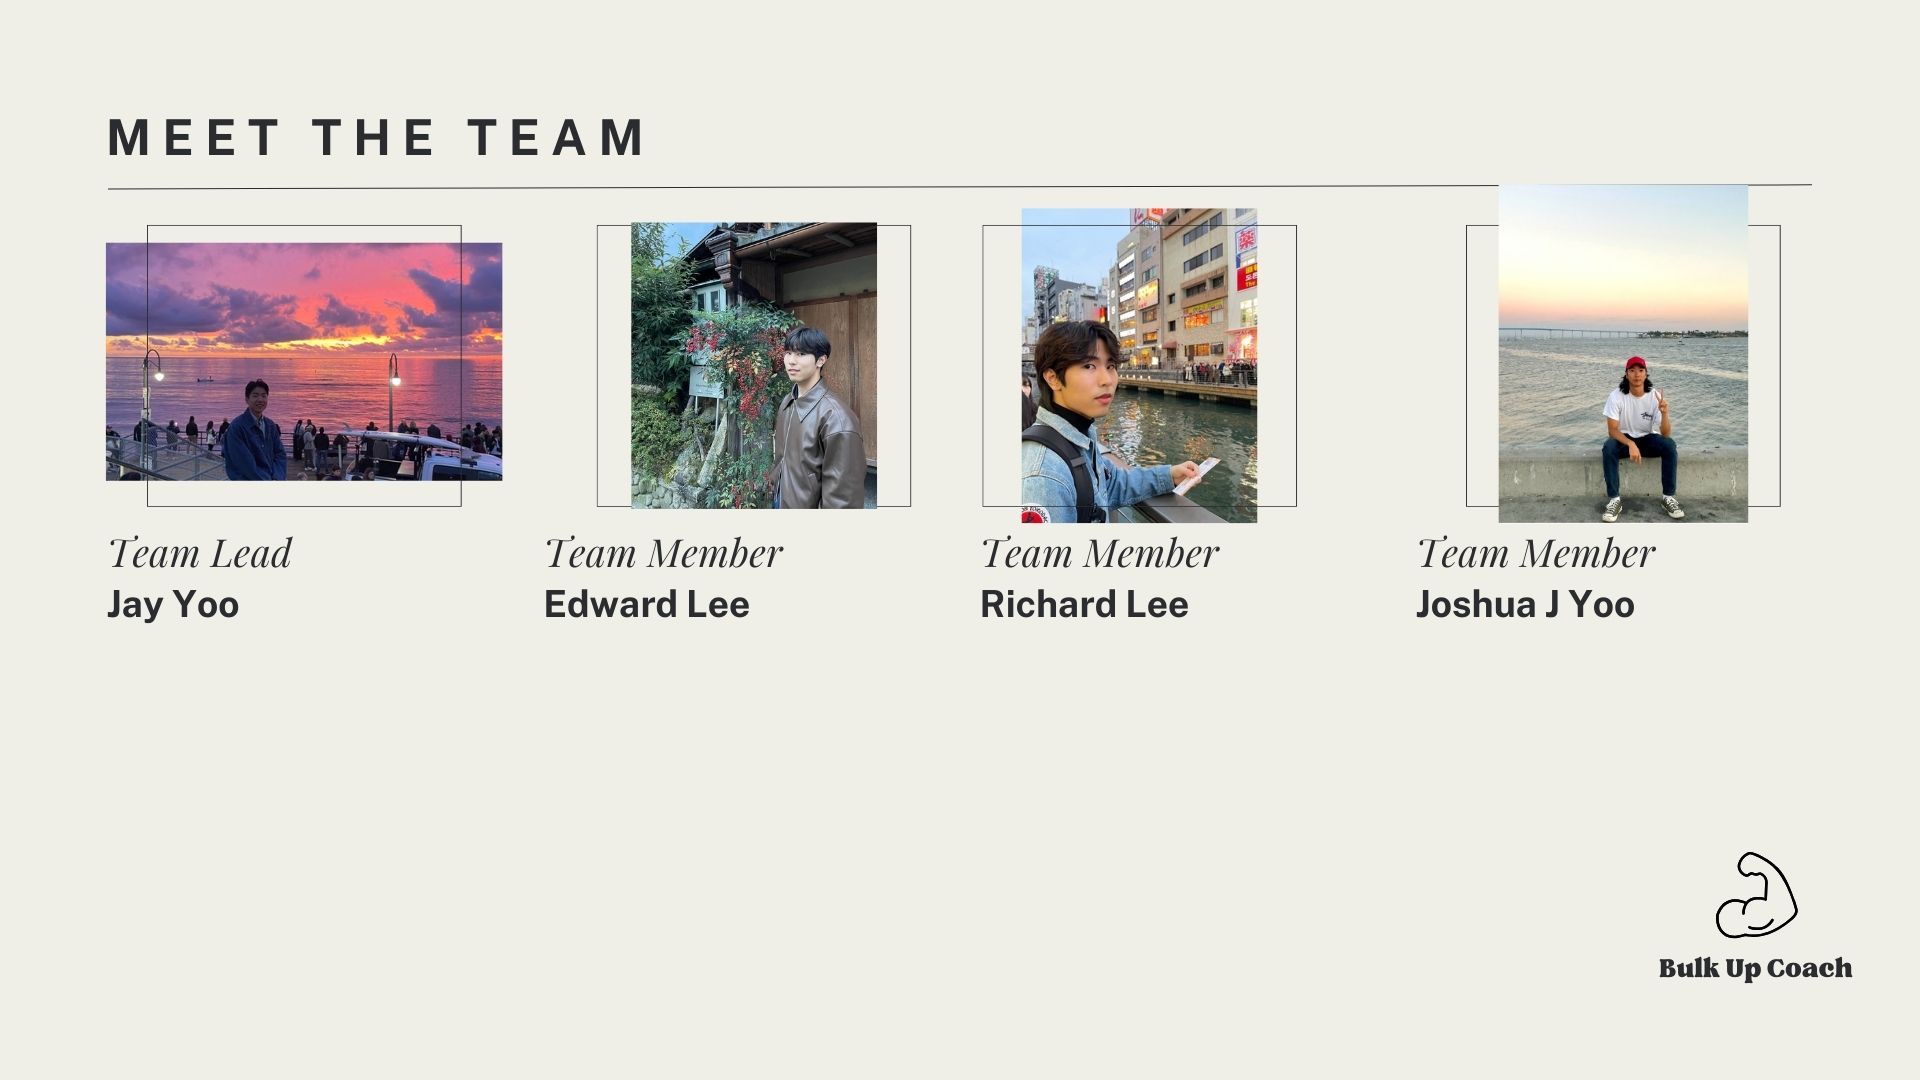 MEET THE TEAM
Team Lead
Jay Yoo
Team Member
Edward Lee
Team Member
Richard Lee
Team Member
Joshua J Yoo
Bulk Up Coach